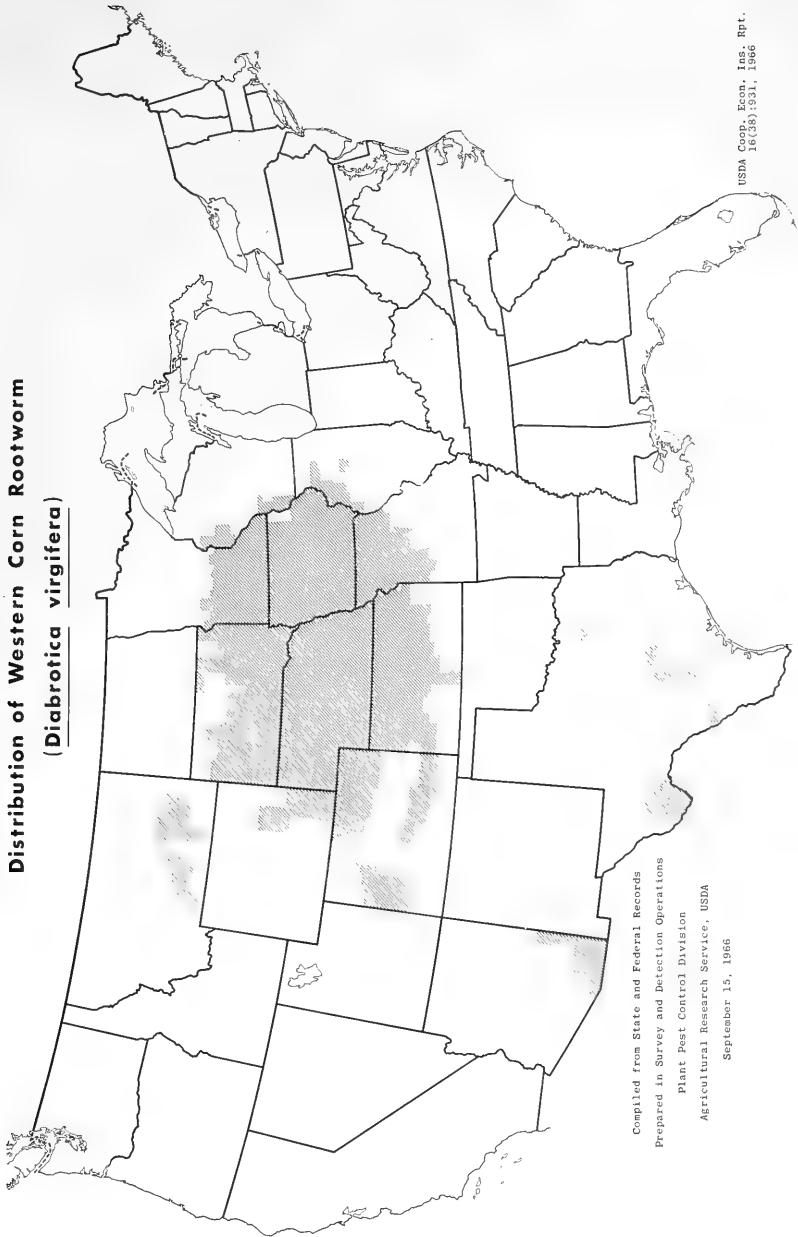 Distribution of Western Corn Rootworm
(Diabrotica virgifera)
Compiled from State and Federal Records
Prepared in Survey and Detection Operations
Plant Pest Control Division
Agricultural Research Service, USDA
September 15, 1966
USDA Coop. Econ. Ins. Rpt.
16(38):931, 1966